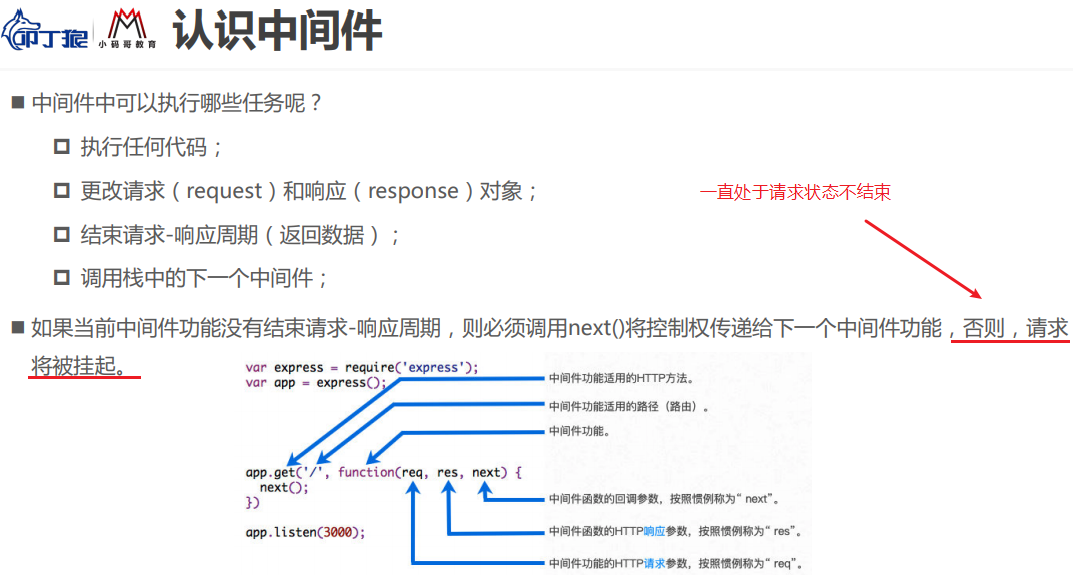 叩丁狼
小码哥教育
认识中间件
中间件中可以执行哪些任务呢？
执行任何代码；
更改请求（request）和响应（response）对象；
一直处于请求状态不结束
结束请求-响应周期（返回数据）；
调用栈中的下一个中间件；
如果当前中间件功能没有结束请求-响应周期，则必须调用next()将控制权传递给下一个中间件功能，否则，请求
将被挂起。
var express = require('express');
var app = express();
中间件功能适用的HTTP方法。
中间件功能适用的路径（路由）。
中间件功能。
app.get('/', function(req, res, next) {
next();
})
中间件函数的回调参数，按照惯例称为“ next”。
app.listen(3000);
中间件函数的HTTP响应参数，按照惯例称为“ res”。
中间件功能的HTTP请求参数，按照惯例称为“ req”。